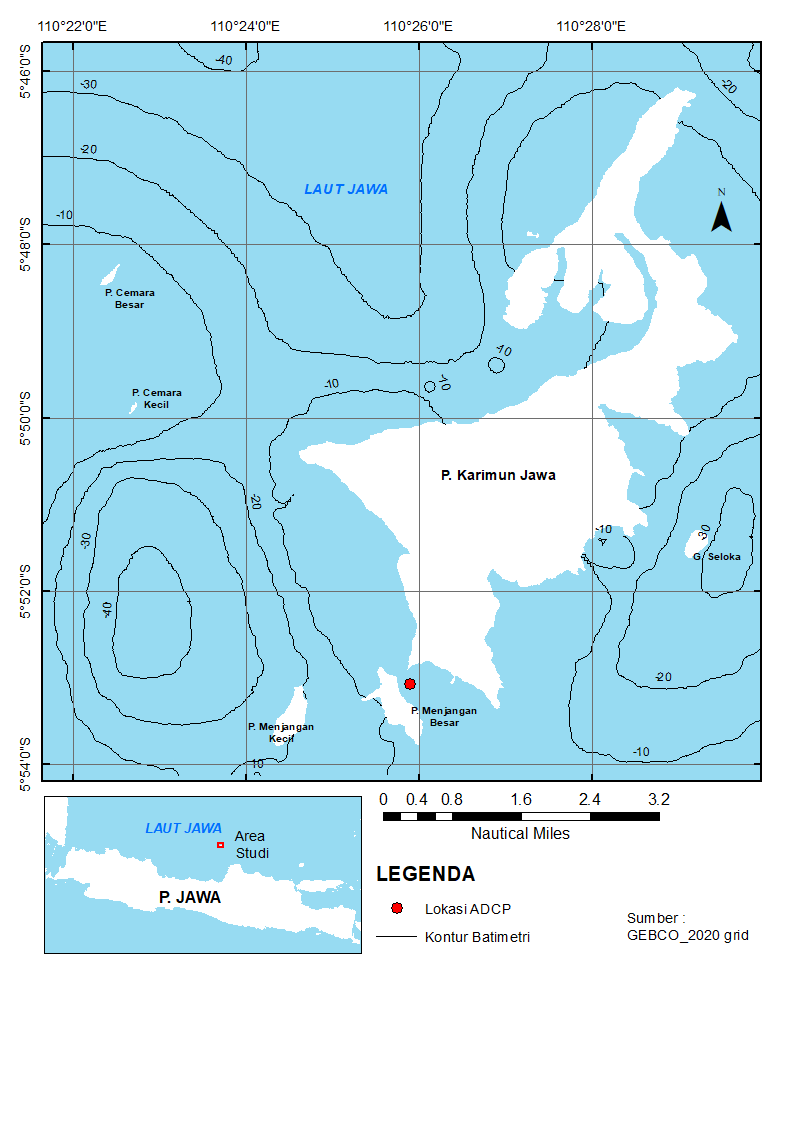 110°22'0"E
110°24'0"E
110°26'0"E
110°28'0"E
5°46'0"S
5°48'0"S
5°50'0"S
5°52'0"S
5°54'0"S
-40
-30
-20
-20
-10
LAUT JAWA
N
P. Cemara
Besar
-10
-10
-10
P. Cemara
Kecil
P. Karimun Jawa
-20
-30
-40
-10
-30
G. Seloka
-20
P. Menjangan
Besar
P. Menjangan
Kecil
-10
10
LAUT JAWA
Area
Studi
P. JAWA
0 0.4 0.8 1.6 2.4 3.2
Nautical Miles
LEGENDA
Lokasi ADCP
Kontur Batimetri
Sumber :
GEBCO_2020 grid